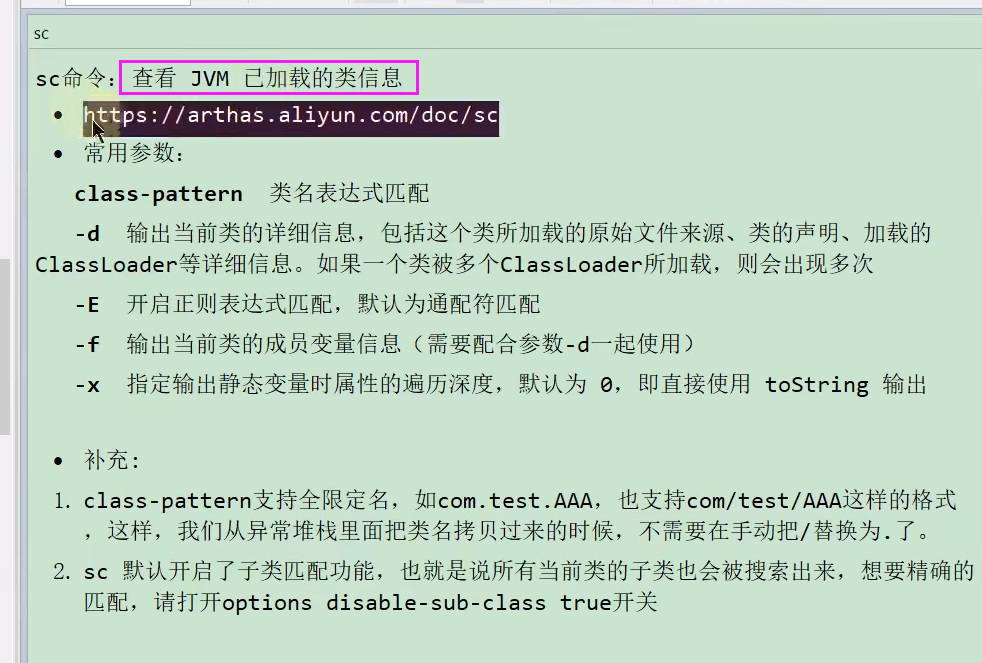 sc
sc命令：查看 JVM 已加载的类信息
• https://arthas.aliyun.com/doc/sc
• 常用参数：
class-pattern 类名表达式匹配
-d 输出当前类的详细信息，包括这个类所加载的原始文件来源、类的声明、加载的
ClassLoader等详细信息。如果一个类被多个ClassLoader所加载，则会出现多次
-E 开启正则表达式匹配，默认为通配符匹配
-f 输出当前类的成员变量信息（需要配合参数-d一起使用）
-x 指定输出静态变量时属性的遍历深度，默认为 0，即直接使用 toString 输出
• 补充：
1. class-pattern支持全限定名，如com.test.AAA，也支持com/test/AAA这样的格式
，这样，我们从异常堆栈里面把类名拷贝过来的时候，不需要在手动把/替换为.了。
2. sc 默认开启了子类匹配功能，也就是说所有当前类的子类也会被搜索出来，想要精确的
匹配，请打开options disable-sub-class true开关